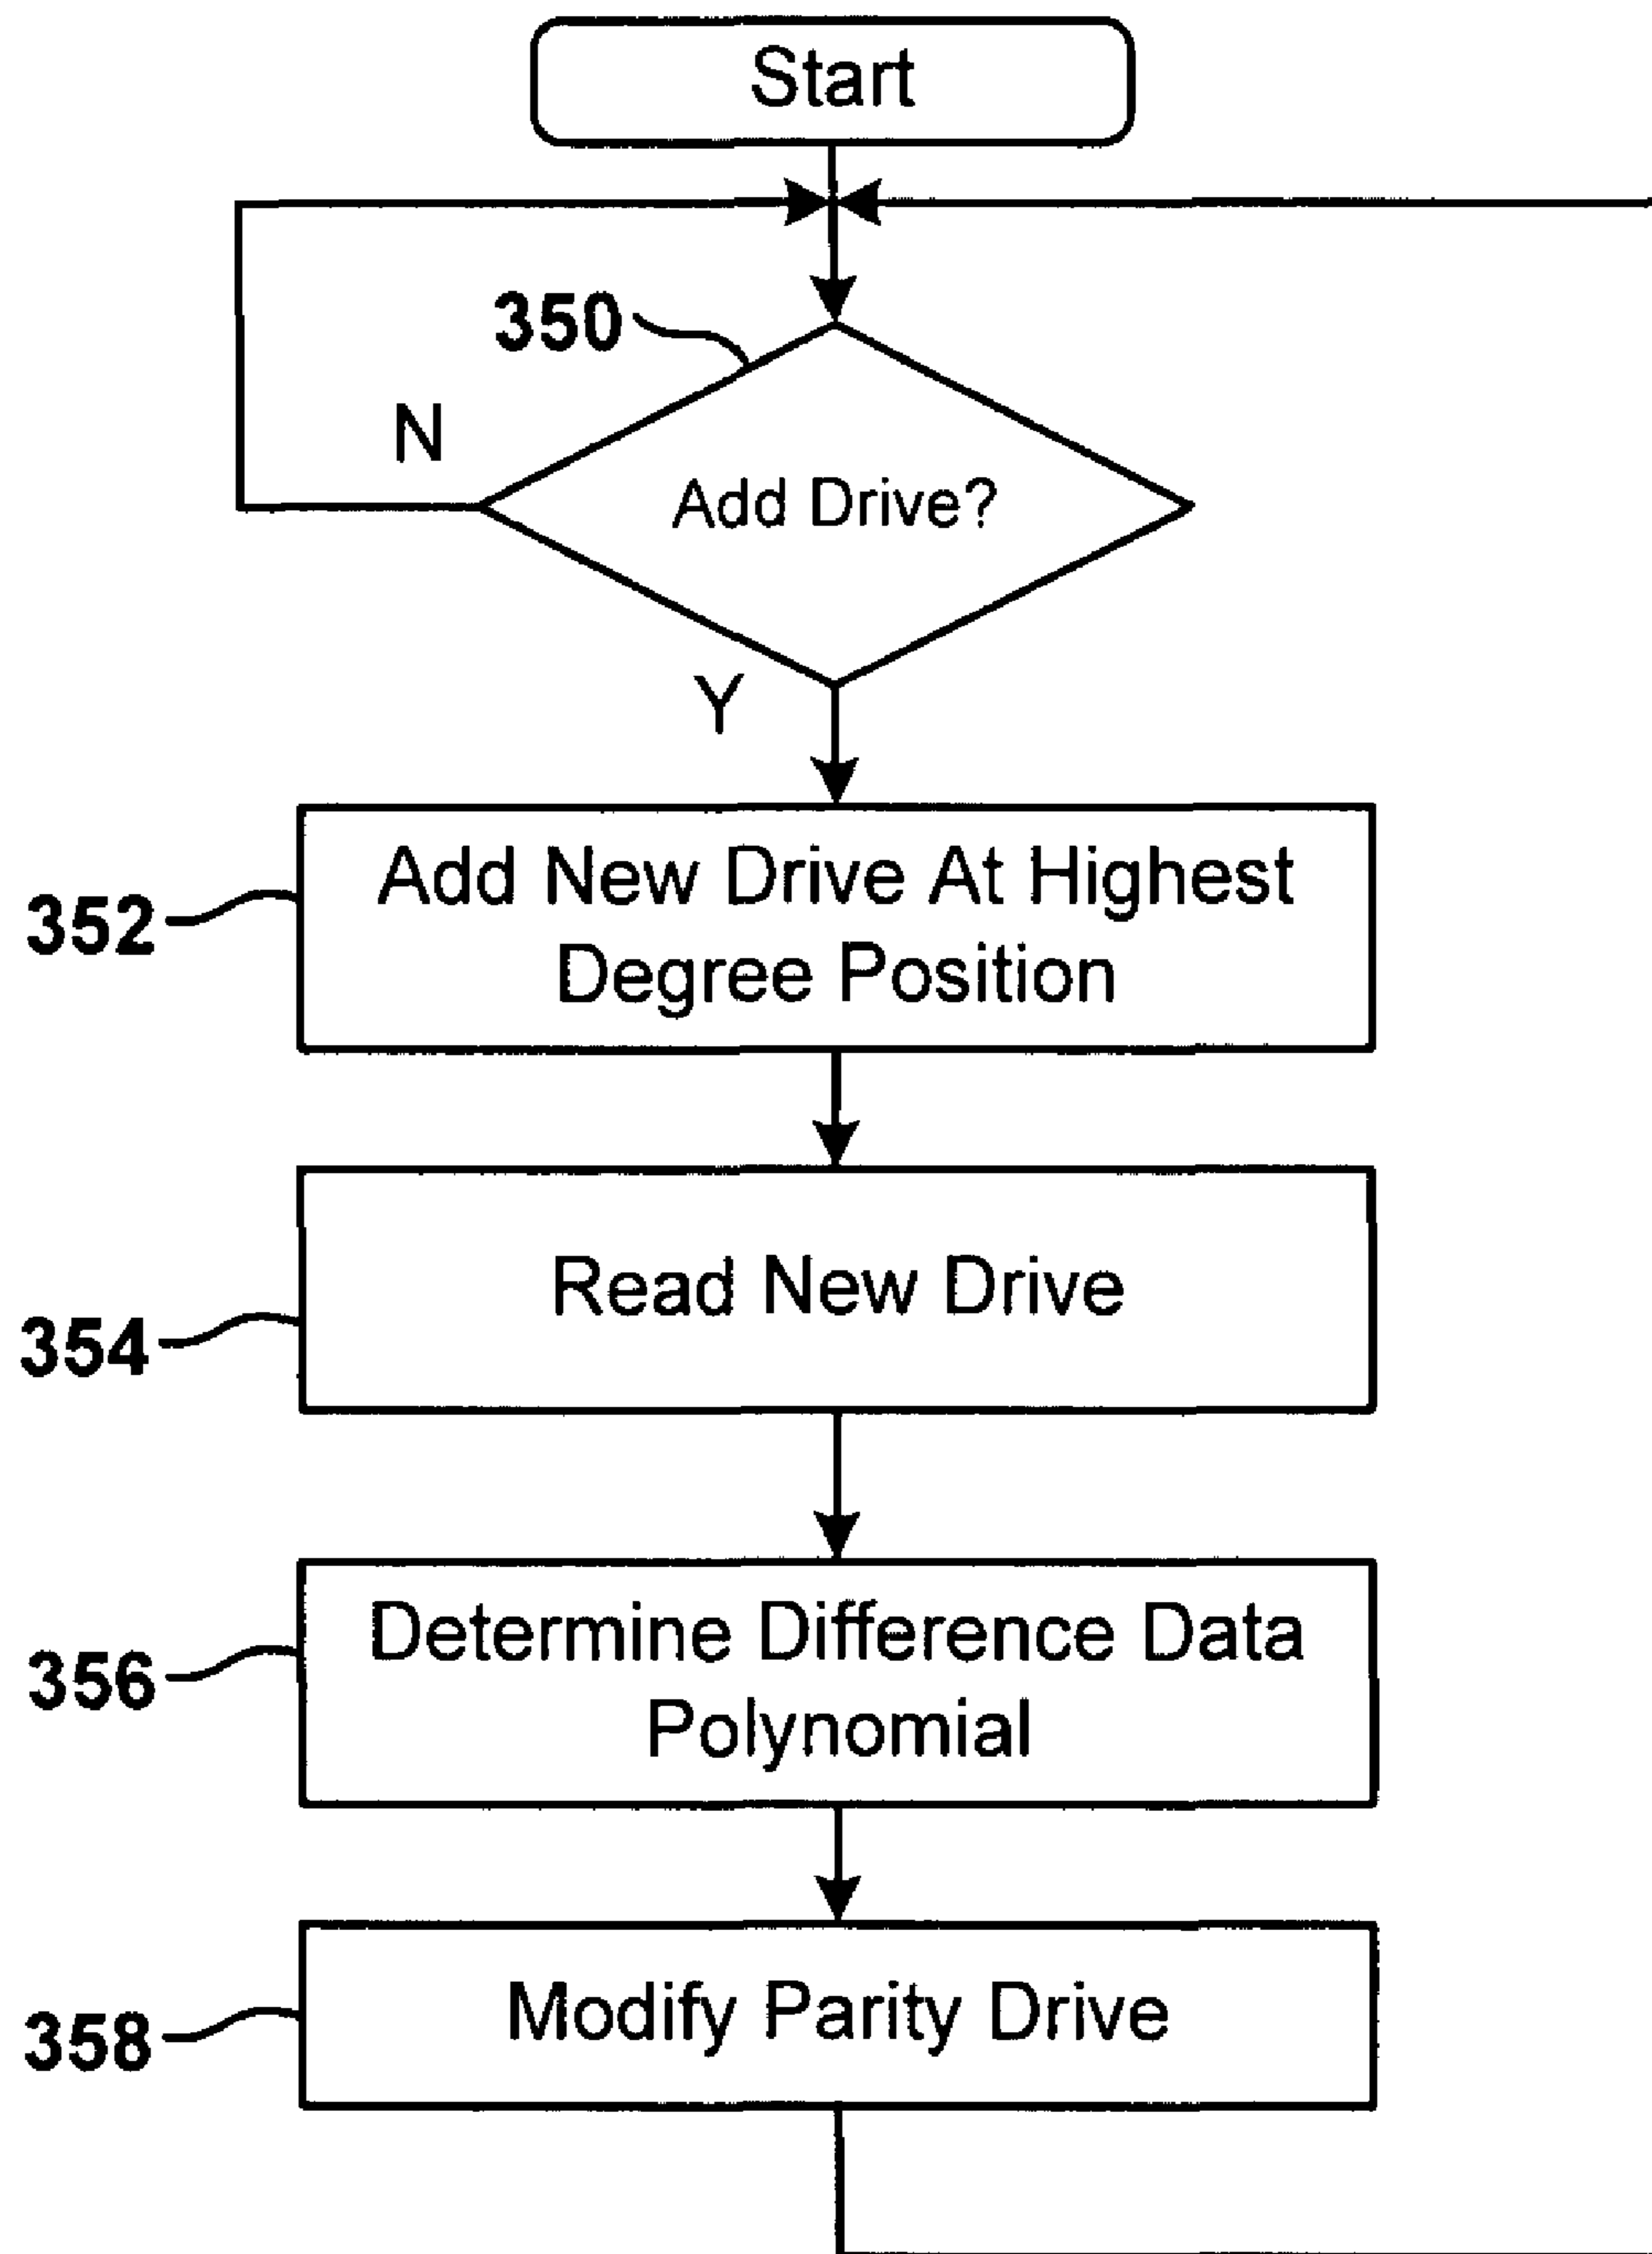 Start
350
N
Add Drive?
Y
Add New Drive At Highest
Degree Position
352
Read New Drive
354
Determine Difference Data
Polynomial
356
Modify Parity Drive
358